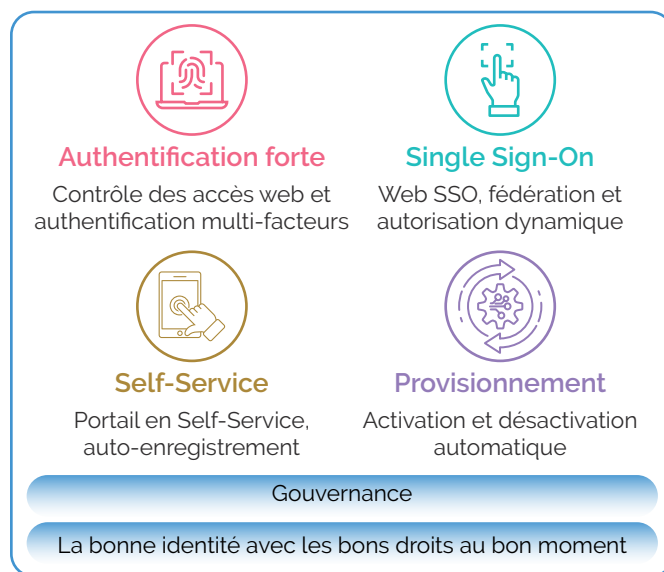 Authentification forte
Contrôle des accès web et
authentification multi-facteurs
Single Sign-On
Web SSO, fédération et
autorisation dynamique
Self-Service
Portail en Self-Service,
auto-enregistrement
Provisionnement
Activation et désactivation
automatique
Gouvernance
La bonne identité avec les bons droits au bon moment